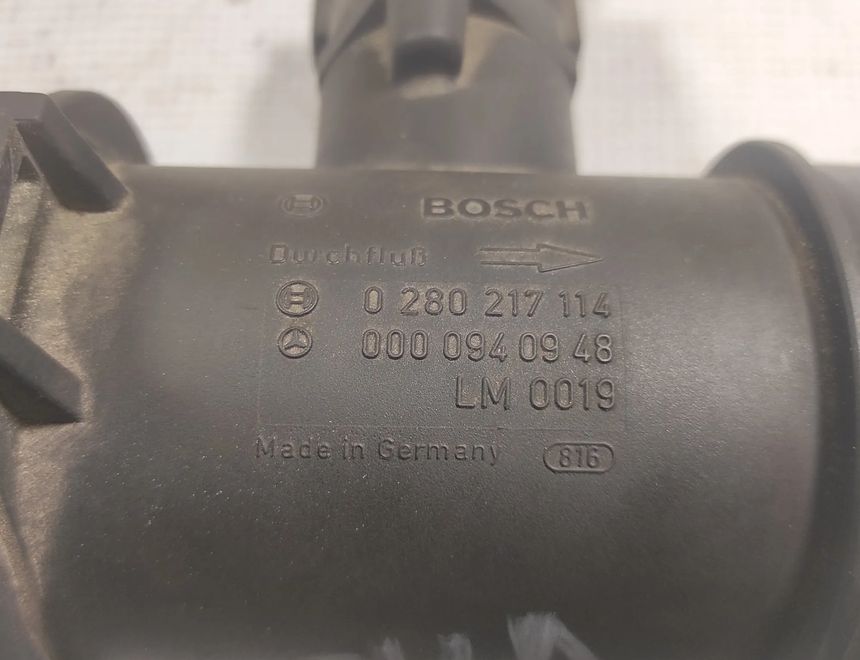 BOSCH
Durchfluß
0 280 217 114
000 094 09 48
LM 0019
Made in Germany 816